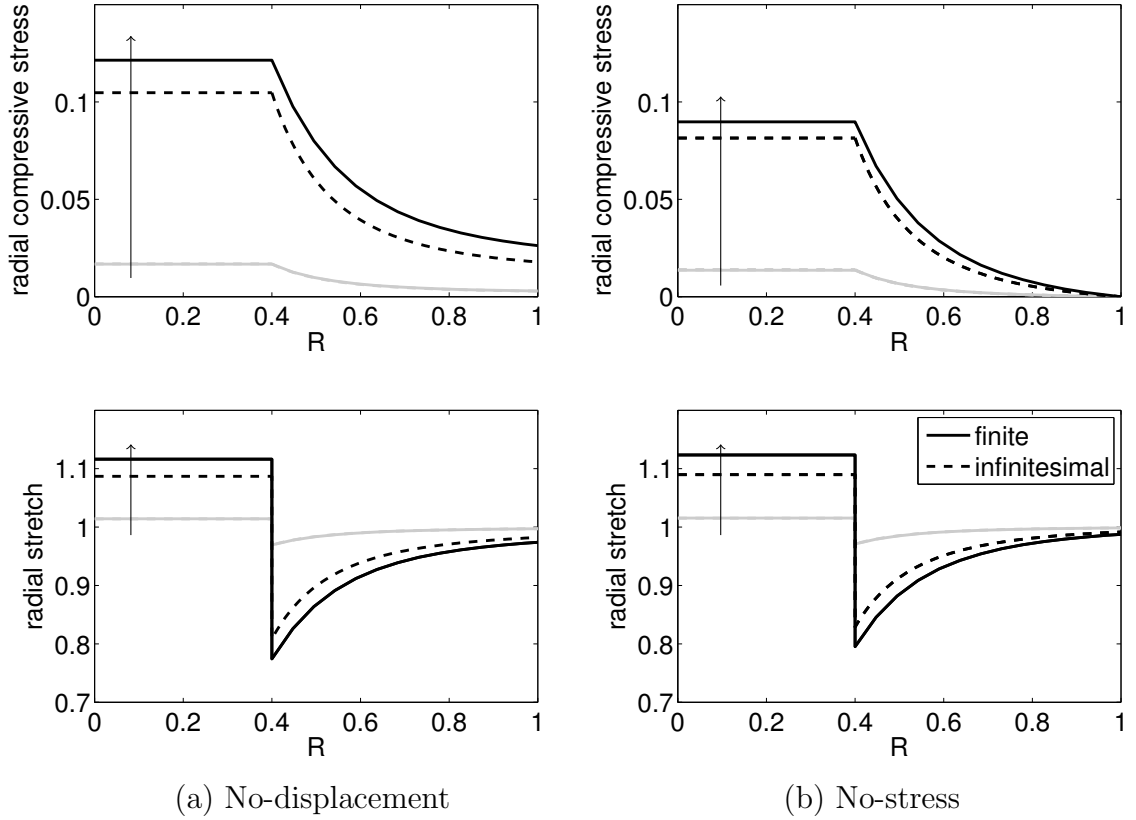 radial compressive stress
0.1
0.05
0
0 0.2 0.4 0.6 0.8 1
R
radial compressive stress
0.1
0.05
0
0 0.2 0.4 0.6 0.8 1
R
radial stretch
1.1
1
0.9
0.8
0.7
0 0.2 0.4 0.6 0.8 1
R
radial stretch
1.1
1
0.9
0.8
0.7
0 0.2 0.4 0.6 0.8 1
R
finite
infinitesimal
(a) No-displacement
(b) No-stress